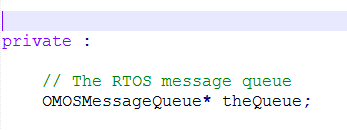 private :
// The RTOS message queue
OMOSMessageQueue* theQueue;